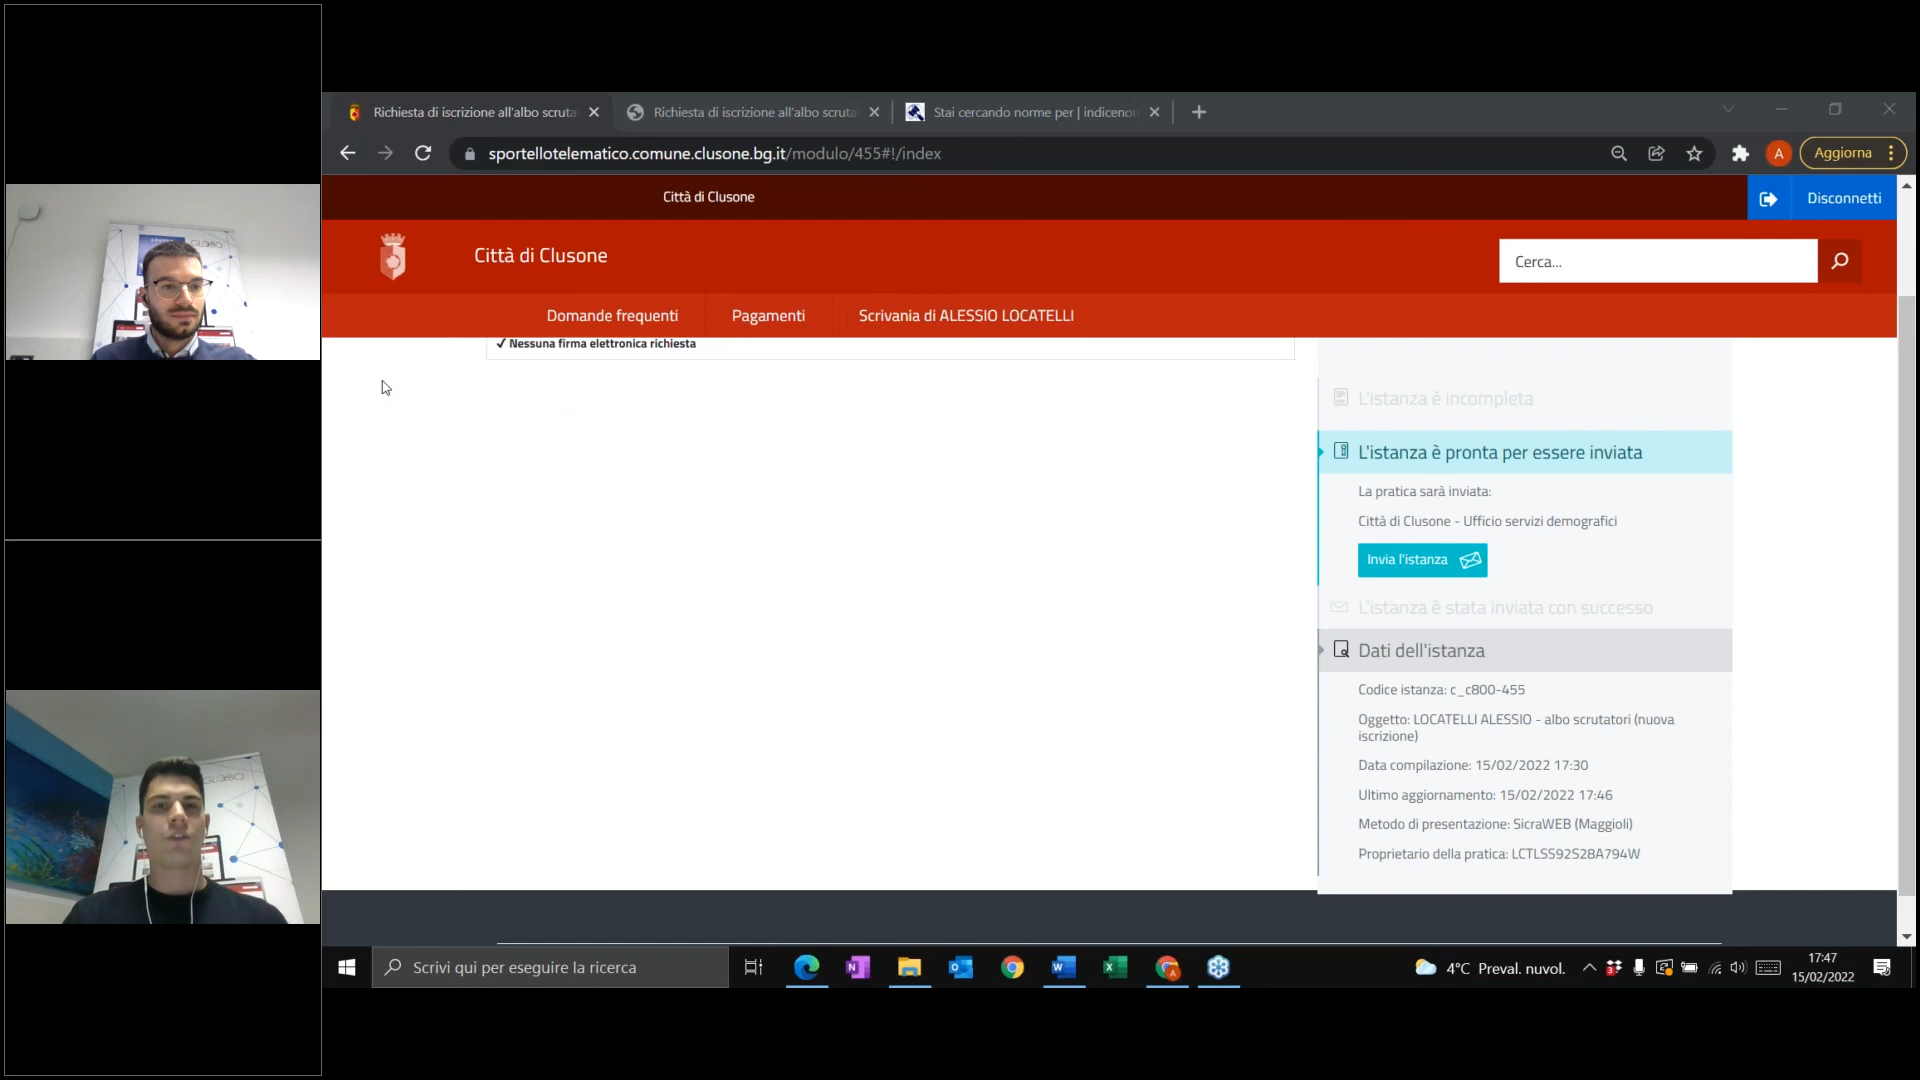 Richiesta di iscrizione all'albo scruta
Richiesta di iscrizione all'albo scruta
Stai cercando norme per | indicenor
sportellotelematico.comune.clusone.bg.it/modulo/455#!/index
A
Aggiorna
Città di Clusone
Disconnetti
Città di Clusone
Cerca...
Domande frequenti
Pagamenti
Scrivania di ALESSIO LOCATELLI
✓ Nessuna firma elettronica richiesta
L'istanza è incompleta
L'istanza è pronta per essere inviata
La pratica sarà inviata:
Città di Clusone - Ufficio servizi demografici
Invia l'istanza
L'istanza è stata inviata con successo
Dati dell'istanza
Codice istanza: c_c800-455
Oggetto: LOCATELLI ALESSIO - albo scrutatori (nuova
iscrizione)
Data compilazione: 15/02/2022 17:30
Ultimo aggiornamento: 15/02/2022 17:46
Metodo di presentazione: SicraWEB (Maggioli)
Proprietario della pratica: LCTLSS92S28A794W
GLOBO
GLOBO
Scrivi qui per eseguire la ricerca
4°C Preval. nuvol.
17:47
15/02/2022